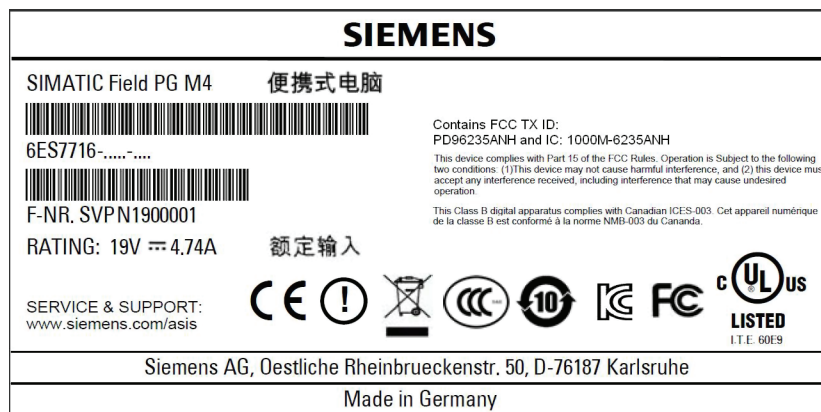 SIEMENS
SIMATIC Field PG M4 便携式电脑
6ES7716-.....-....
F-NR. SVPN1900001
RATING: 19V ⎓ 4.74A 额定输入
Contains FCC TX ID:
PD96235ANH and IC: 1000M-6235ANH
This device complies with Part 15 of the FCC Rules. Operation is Subject to the following
two conditions: (1)This device may not cause harmful interference, and (2) this device mus
accept any interference received, including interference that may cause undesired
operation.
This Class B digital apparatus complies with Canadian ICES-003. Cet appareil numérique
de la classe B est conformé à la norme NMB-003 du Cananda.
SERVICE & SUPPORT:
www.siemens.com/asis
CE ! CCC 10 FC C UL ® US
LISTED
I.T.E. 60E9
Siemens AG, Oestliche Rheinbrueckenstr. 50, D-76187 Karlsruhe
Made in Germany